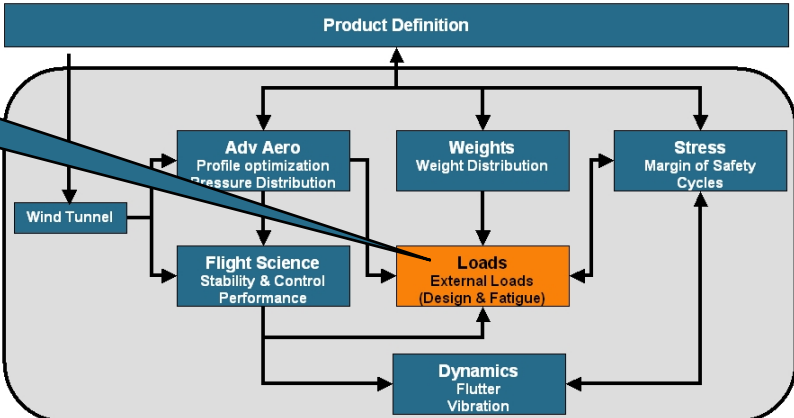 Product Definition
Adv Aero
Profile optimization
Pressure Distribution
Weights
Weight Distribution
Stress
Margin of Safety
Cycles
Wind Tunnel
Flight Science
Stability & Control
Performance
Loads
External Loads
(Design & Fatigue)
Dynamics
Flutter
Vibration